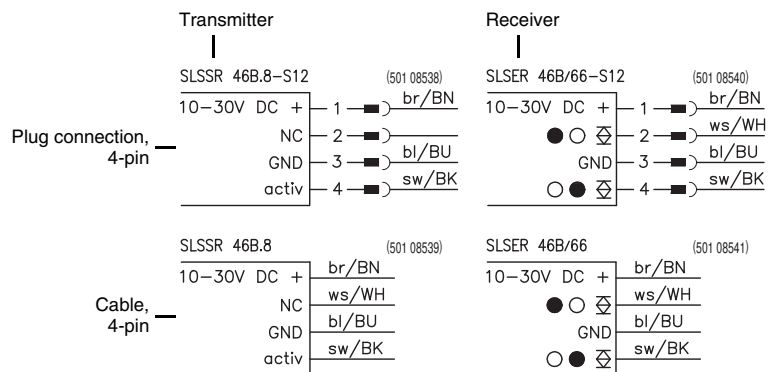 Transmitter
Receiver
SLSSR 46B.8-S12 (501 08538)
10-30V DC + 1 br/BN
NC 2
GND 3 bl/BU
activ 4 sw/BK
Plug connection,
4-pin
SLSER 46B/66-S12 (501 08540)
10-30V DC + 1 br/BN
2 ws/WH
GND 3 bl/BU
4 sw/BK
SLSSR 46B.8 (501 08539)
10-30V DC + br/BN
NC ws/WH
GND bl/BU
activ sw/BK
Cable,
4-pin
SLSER 46B/66 (501 08541)
10-30V DC + br/BN
ws/WH
GND bl/BU
sw/BK